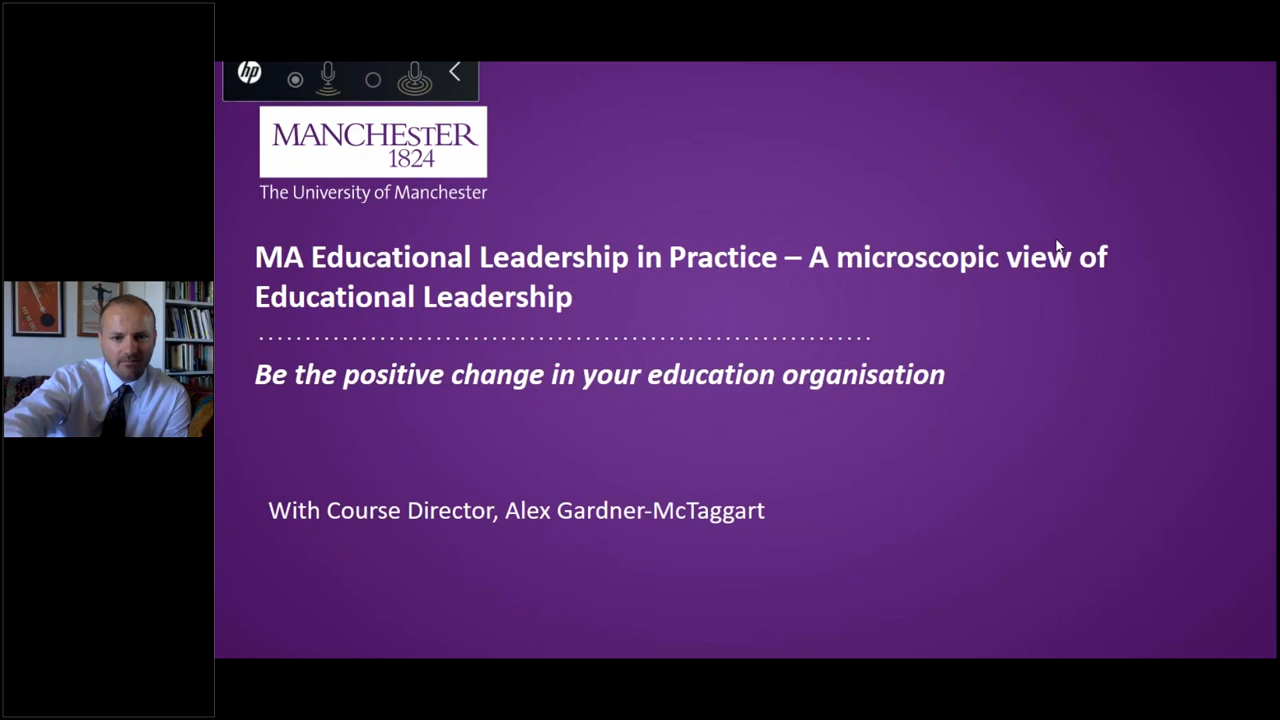 hp
MANCHEStER
1824
The University of Manchester
MA Educational Leadership in Practice – A microscopic view of
Educational Leadership
Be the positive change in your education organisation
With Course Director, Alex Gardner-McTaggart